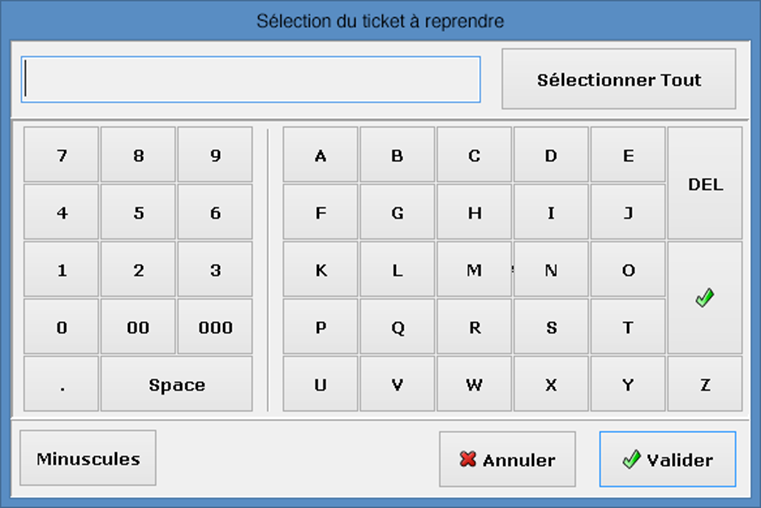 Sélection du ticket à reprendre
Sélectionner Tout
7 8 9 A B C D E DEL
4 5 6 F G H I J
1 2 3 K L M N O
0 00 000 P Q R S T
. Space U V W X Y Z
Minuscules Annuler Valider